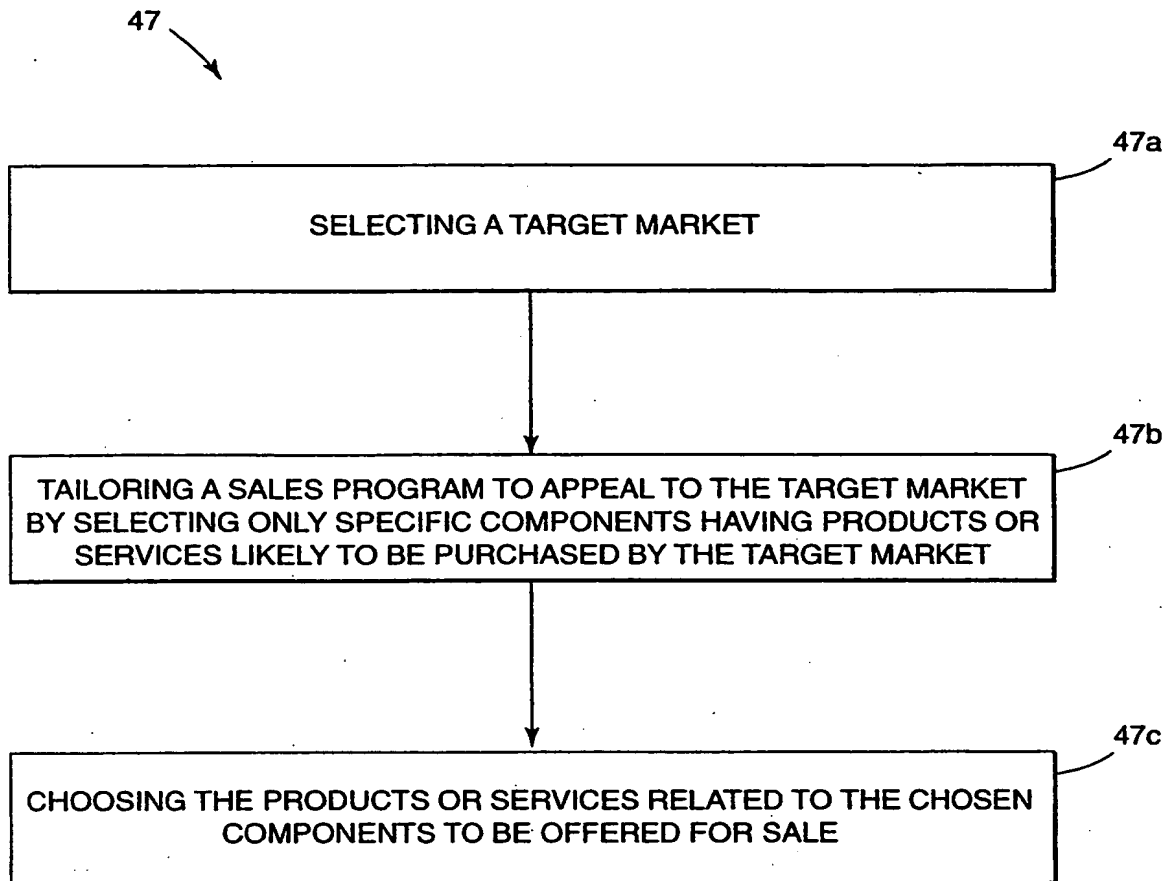 47
47a
SELECTING A TARGET MARKET
47b
TAILORING A SALES PROGRAM TO APPEAL TO THE TARGET MARKET
BY SELECTING ONLY SPECIFIC COMPONENTS HAVING PRODUCTS OR
SERVICES LIKELY TO BE PURCHASED BY THE TARGET MARKET
47c
CHOOSING THE PRODUCTS OR SERVICES RELATED TO THE CHOSEN
COMPONENTS TO BE OFFERED FOR SALE